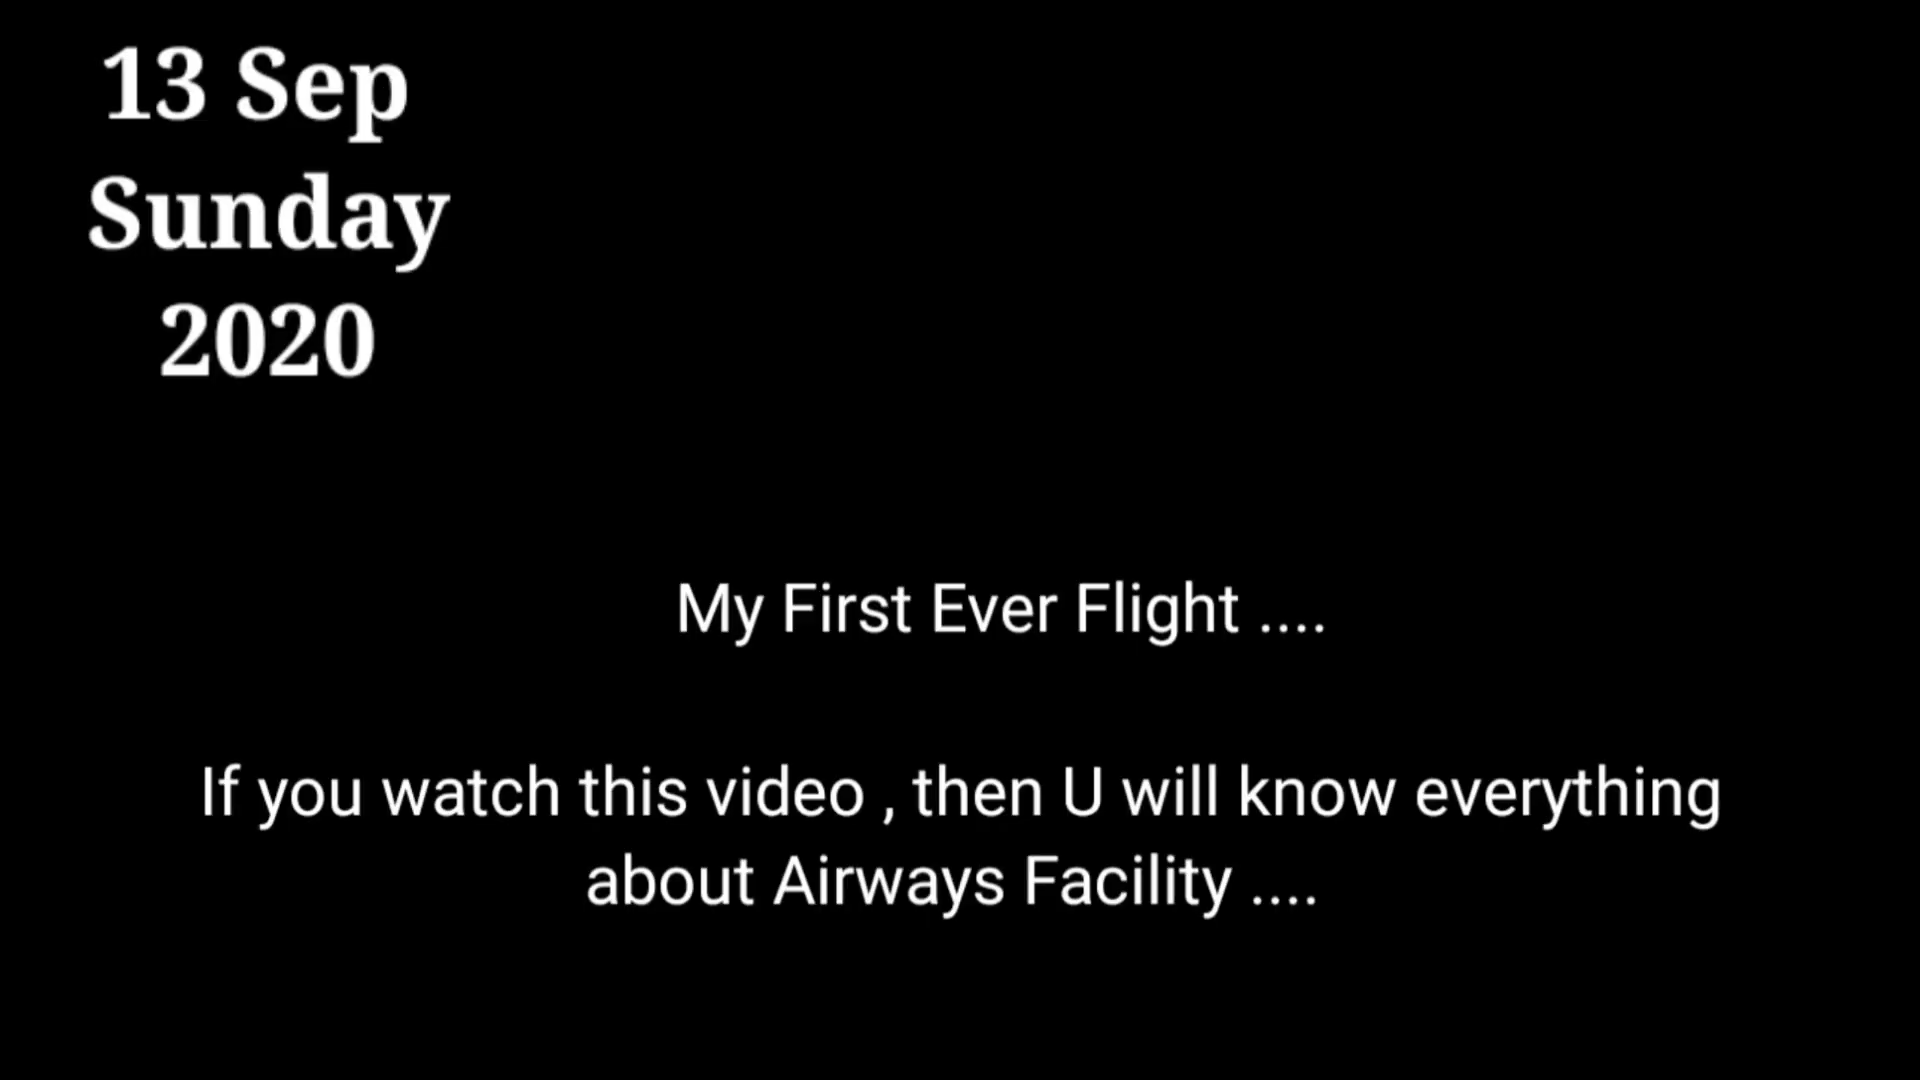 13 Sep
Sunday
2020
My First Ever Flight ....
If you watch this video , then U will know everything
about Airways Facility ....